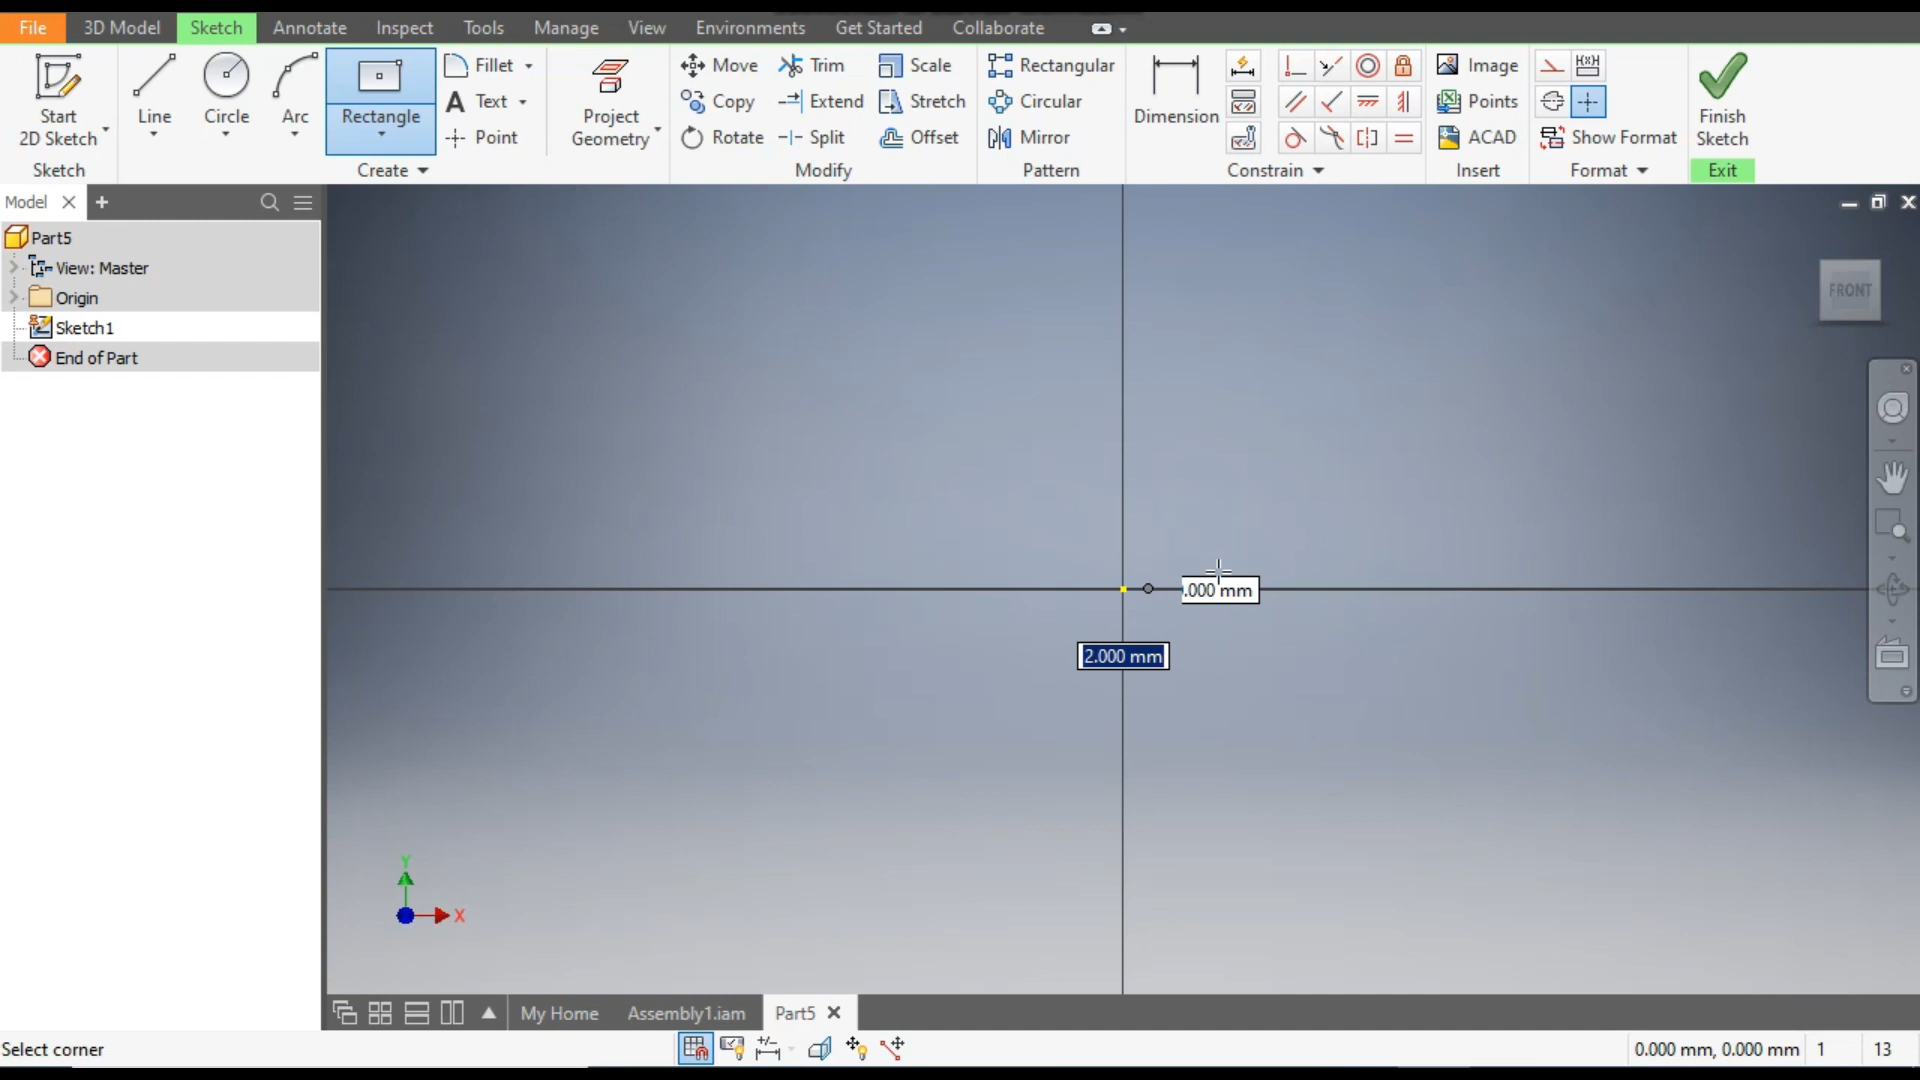 File 3D Model Sketch Annotate Inspect Tools Manage View Environments Get Started Collaborate
Start
2D Sketch
Line
Circle
Arc
Rectangle
Fillet
Text
Point
Project
Geometry
Move
Copy
Rotate
Trim
Extend
Split
Scale
Stretch
Offset
Rectangular
Circular
Mirror
Dimension
Image
Points
ACAD
Show Format
Finish
Sketch
Sketch Create Modify Pattern Constrain Insert Format Exit
Model
Part5
View: Master
Origin
Sketch1
End of Part
FRONT
.000 mm
2.000 mm
Y
X
My Home Assembly1.iam Part5
Select corner
0.000 mm, 0.000 mm 1 13